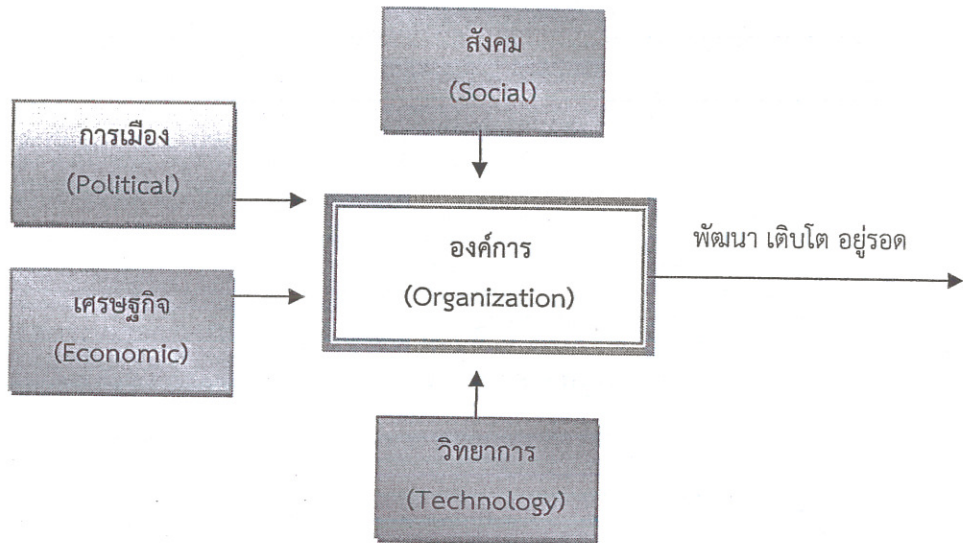 สังคม
(Social)
การเมือง
(Political)
องค์การ
(Organization)
พัฒนา เติบโต อยู่รอด
เศรษฐกิจ
(Economic)
วิทยาการ
(Technology)